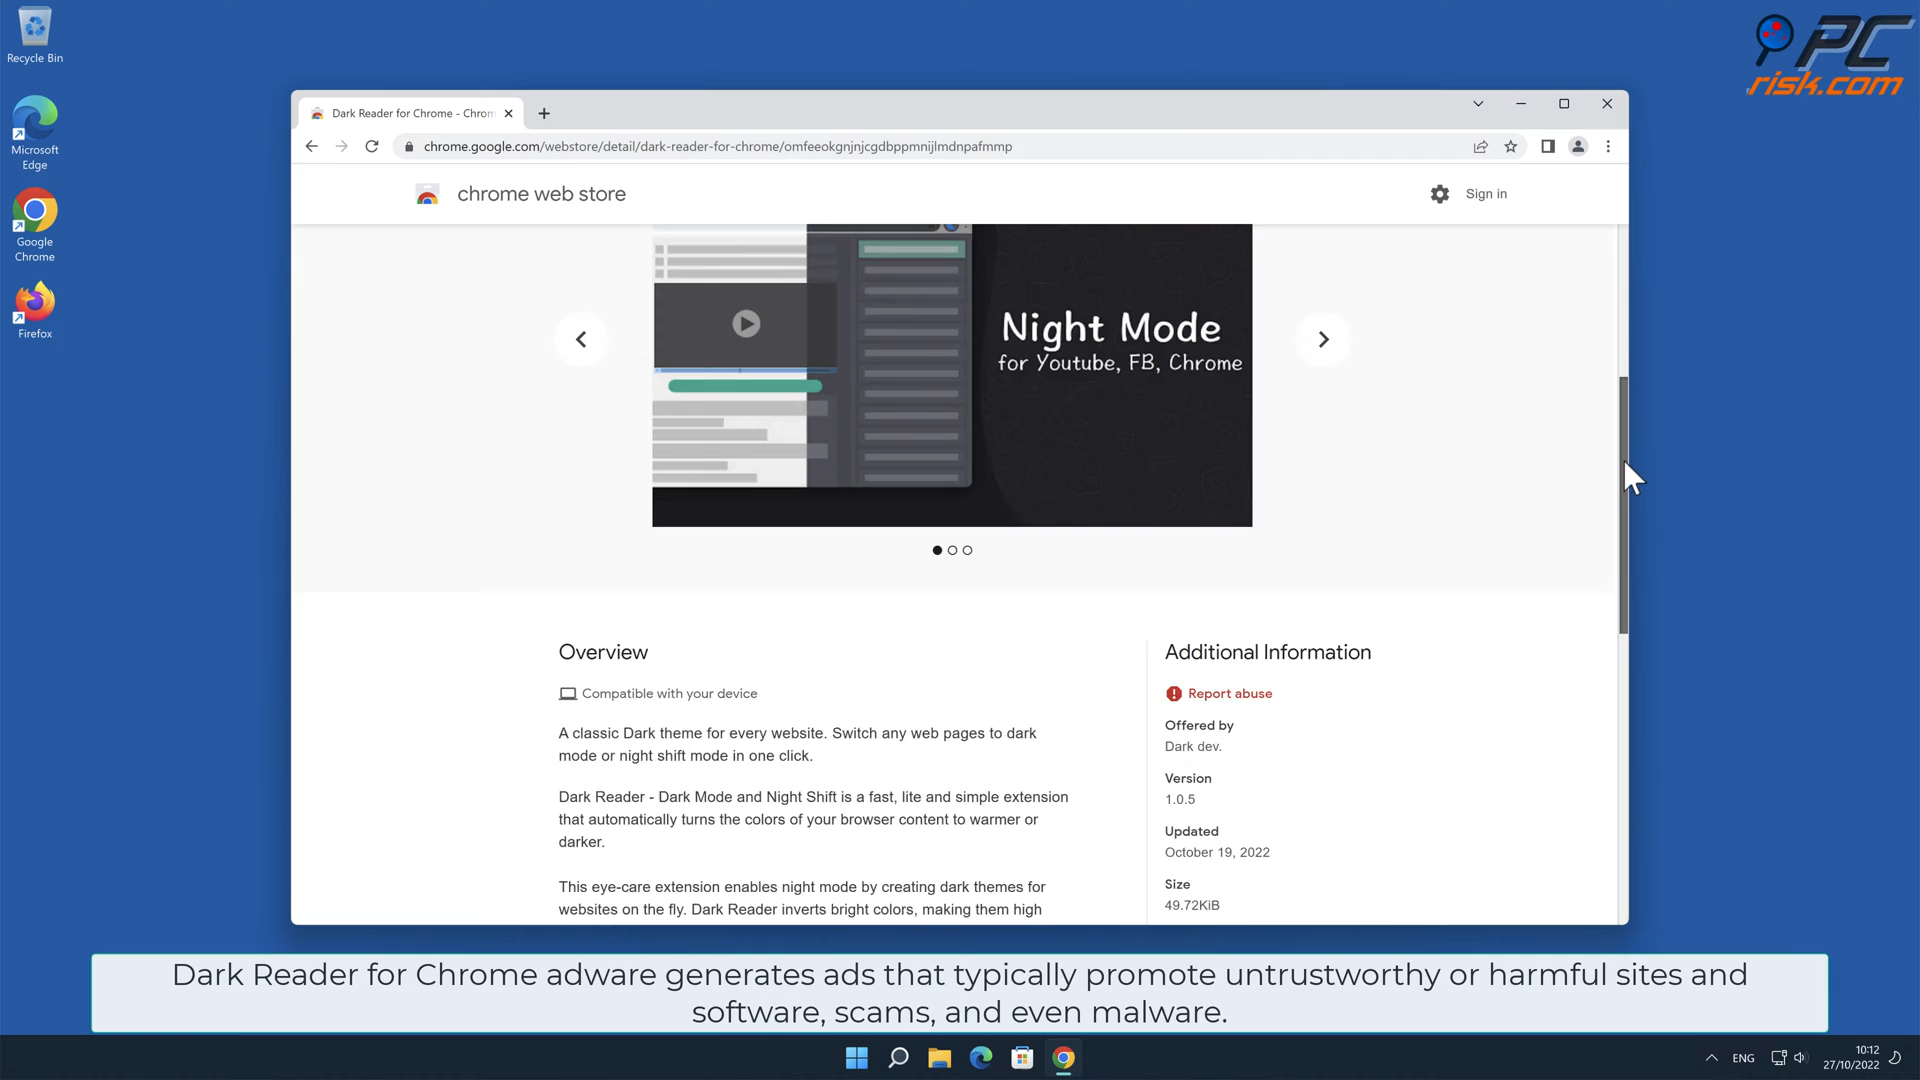 Recycle Bin
Microsoft
Edge
Google
Chrome
Firefox
PC
risk.com
Dark Reader for Chrome - Chrom
chrome.google.com/webstore/detail/dark-reader-for-chrome/omfeeokgnjnjcgdbppmnijlmdnpafmmp
chrome web store
Sign in
Night Mode
for Youtube, FB, Chrome
Overview
Compatible with your device
A classic Dark theme for every website. Switch any web pages to dark
mode or night shift mode in one click.
Dark Reader - Dark Mode and Night Shift is a fast, lite and simple extension
that automatically turns the colors of your browser content to warmer or
darker.
This eye-care extension enables night mode by creating dark themes for
websites on the fly. Dark Reader inverts bright colors, making them high
Additional Information
Report abuse
Offered by
Dark dev.
Version
1.0.5
Updated
October 19, 2022
Size
49.72KiB
Dark Reader for Chrome adware generates ads that typically promote untrustworthy or harmful sites and
software, scams, and even malware.
ENG
10:12
27/10/2022